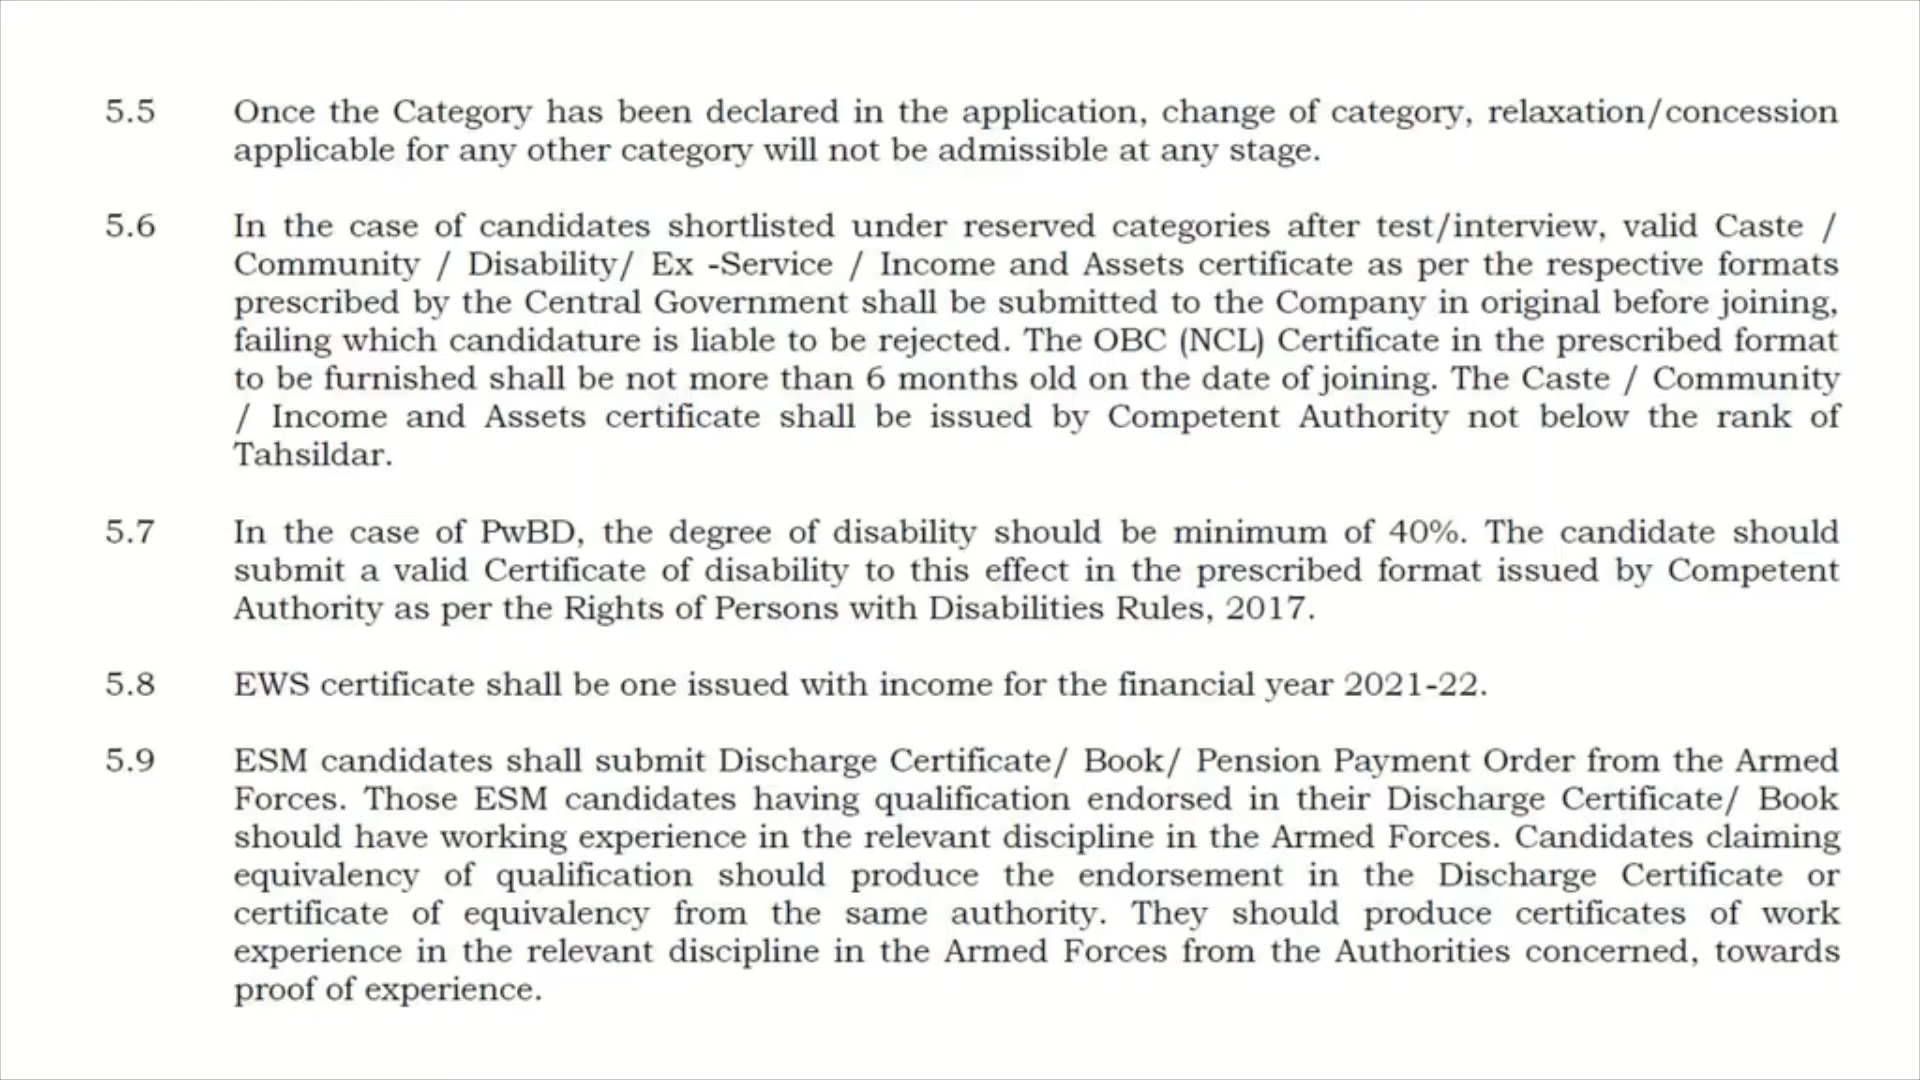 5.5 Once the Category has been declared in the application, change of category, relaxation/concession
applicable for any other category will not be admissible at any stage.
5.6 In the case of candidates shortlisted under reserved categories after test/interview, valid Caste /
Community / Disability/ Ex -Service / Income and Assets certificate as per the respective formats
prescribed by the Central Government shall be submitted to the Company in original before joining,
failing which candidature is liable to be rejected. The OBC (NCL) Certificate in the prescribed format
to be furnished shall be not more than 6 months old on the date of joining. The Caste / Community
/ Income and Assets certificate shall be issued by Competent Authority not below the rank of
Tahsildar.
5.7 In the case of PwBD, the degree of disability should be minimum of 40%. The candidate should
submit a valid Certificate of disability to this effect in the prescribed format issued by Competent
Authority as per the Rights of Persons with Disabilities Rules, 2017.
5.8 EWS certificate shall be one issued with income for the financial year 2021-22.
5.9 ESM candidates shall submit Discharge Certificate/ Book/ Pension Payment Order from the Armed
Forces. Those ESM candidates having qualification endorsed in their Discharge Certificate/ Book
should have working experience in the relevant discipline in the Armed Forces. Candidates claiming
equivalency of qualification should produce the endorsement in the Discharge Certificate or
certificate of equivalency from the same authority. They should produce certificates of work
experience in the relevant discipline in the Armed Forces from the Authorities concerned, towards
proof of experience.